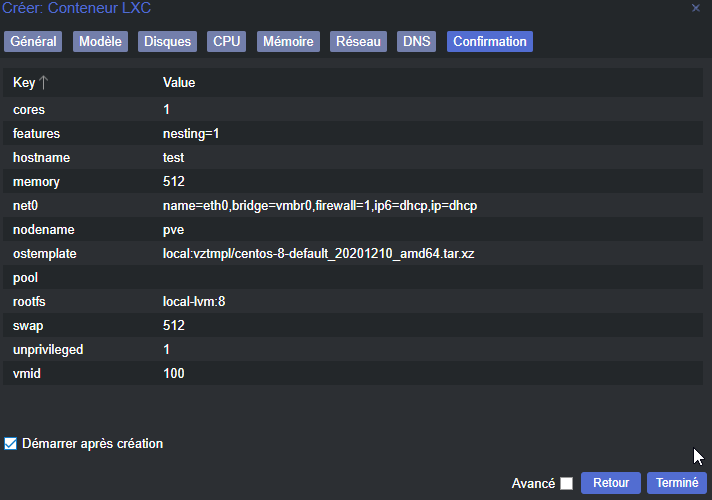 Créer: Conteneur LXC
Général Modèle Disques CPU Mémoire Réseau DNS Confirmation
Key Value
cores 1
features nesting=1
hostname test
memory 512
net0 name=eth0,bridge=vmbr0,firewall=1,ip6=dhcp,ip=dhcp
nodename pve
ostemplate local:vztmpl/centos-8-default_20201210_amd64.tar.xz
pool
rootfs local-lvm:8
swap 512
unprivileged 1
vmid 100
Démarrer après création
Avancé Retour Terminé